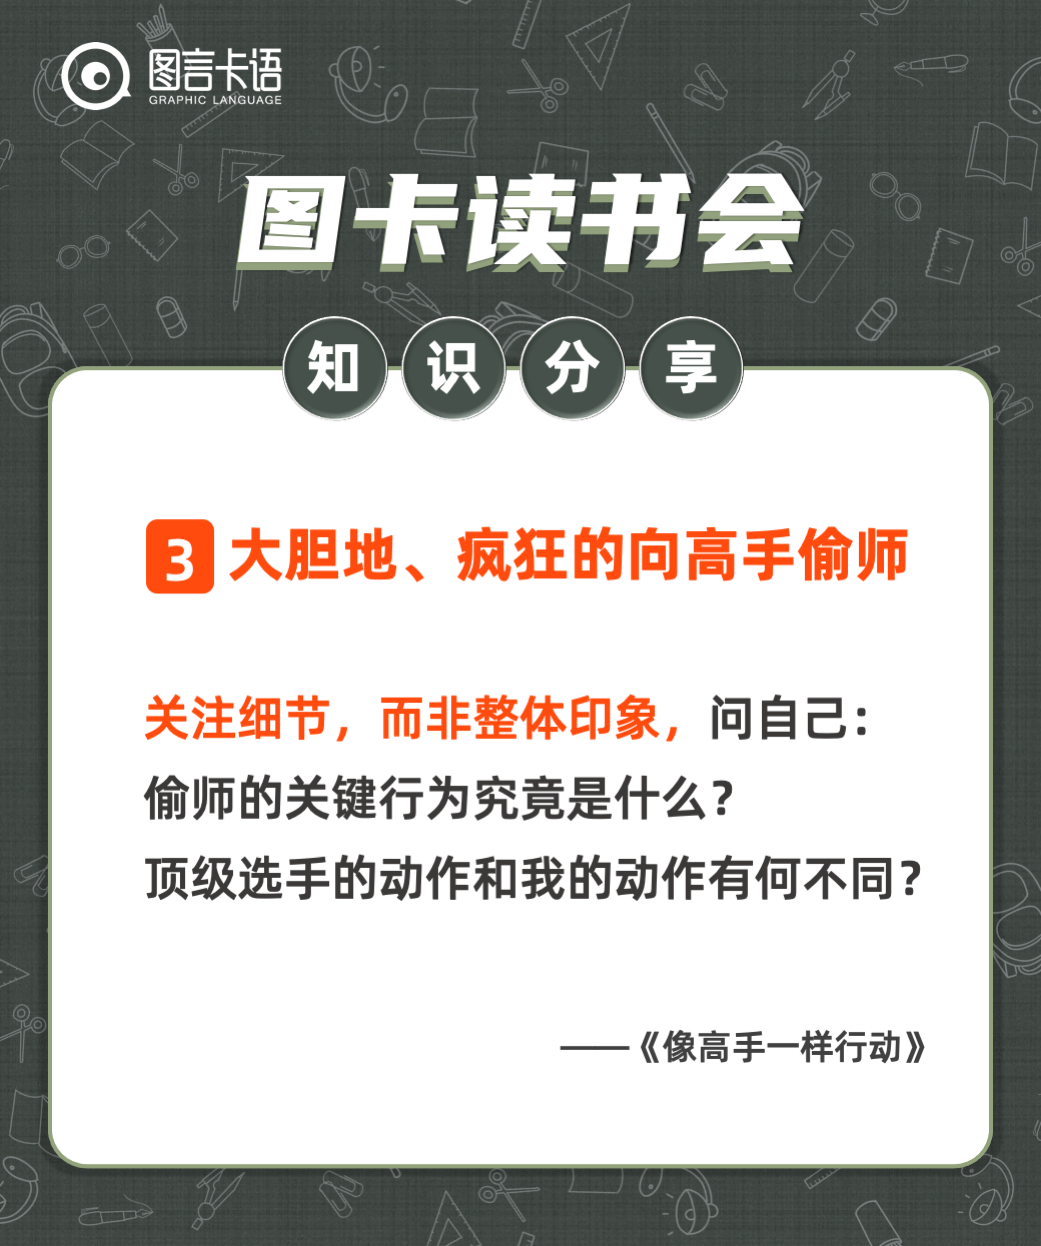 图言卡语
GRAPHIC LANGUAGE
图卡读书会
知识分享
3 大胆地、疯狂的向高手偷师
关注细节，而非整体印象，问自己：
偷师的关键行为究竟是什么？
顶级选手的动作和我的动作有何不同？
——《像高手一样行动》